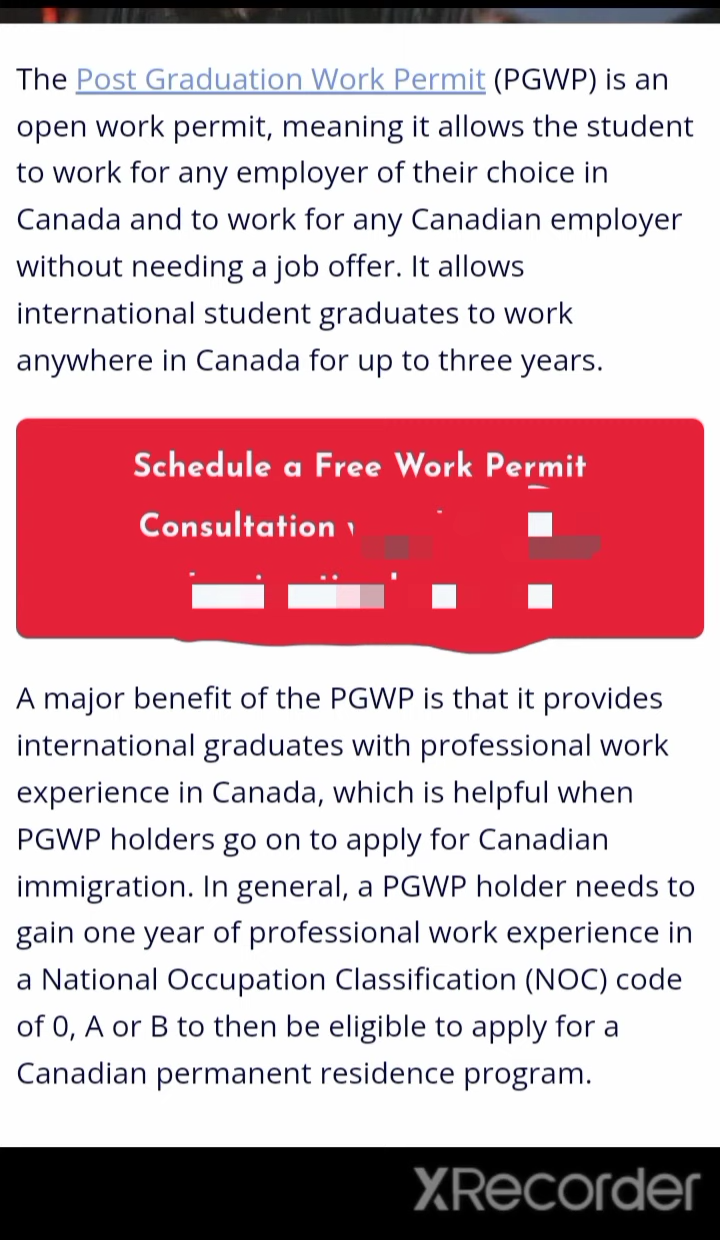 The Post Graduation Work Permit (PGWP) is an
open work permit, meaning it allows the student
to work for any employer of their choice in
Canada and to work for any Canadian employer
without needing a job offer. It allows
international student graduates to work
anywhere in Canada for up to three years.
Schedule a Free Work Permit
Consultation
A major benefit of the PGWP is that it provides
international graduates with professional work
experience in Canada, which is helpful when
PGWP holders go on to apply for Canadian
immigration. In general, a PGWP holder needs to
gain one year of professional work experience in
a National Occupation Classification (NOC) code
of 0, A or B to then be eligible to apply for a
Canadian permanent residence program.
XRecorder